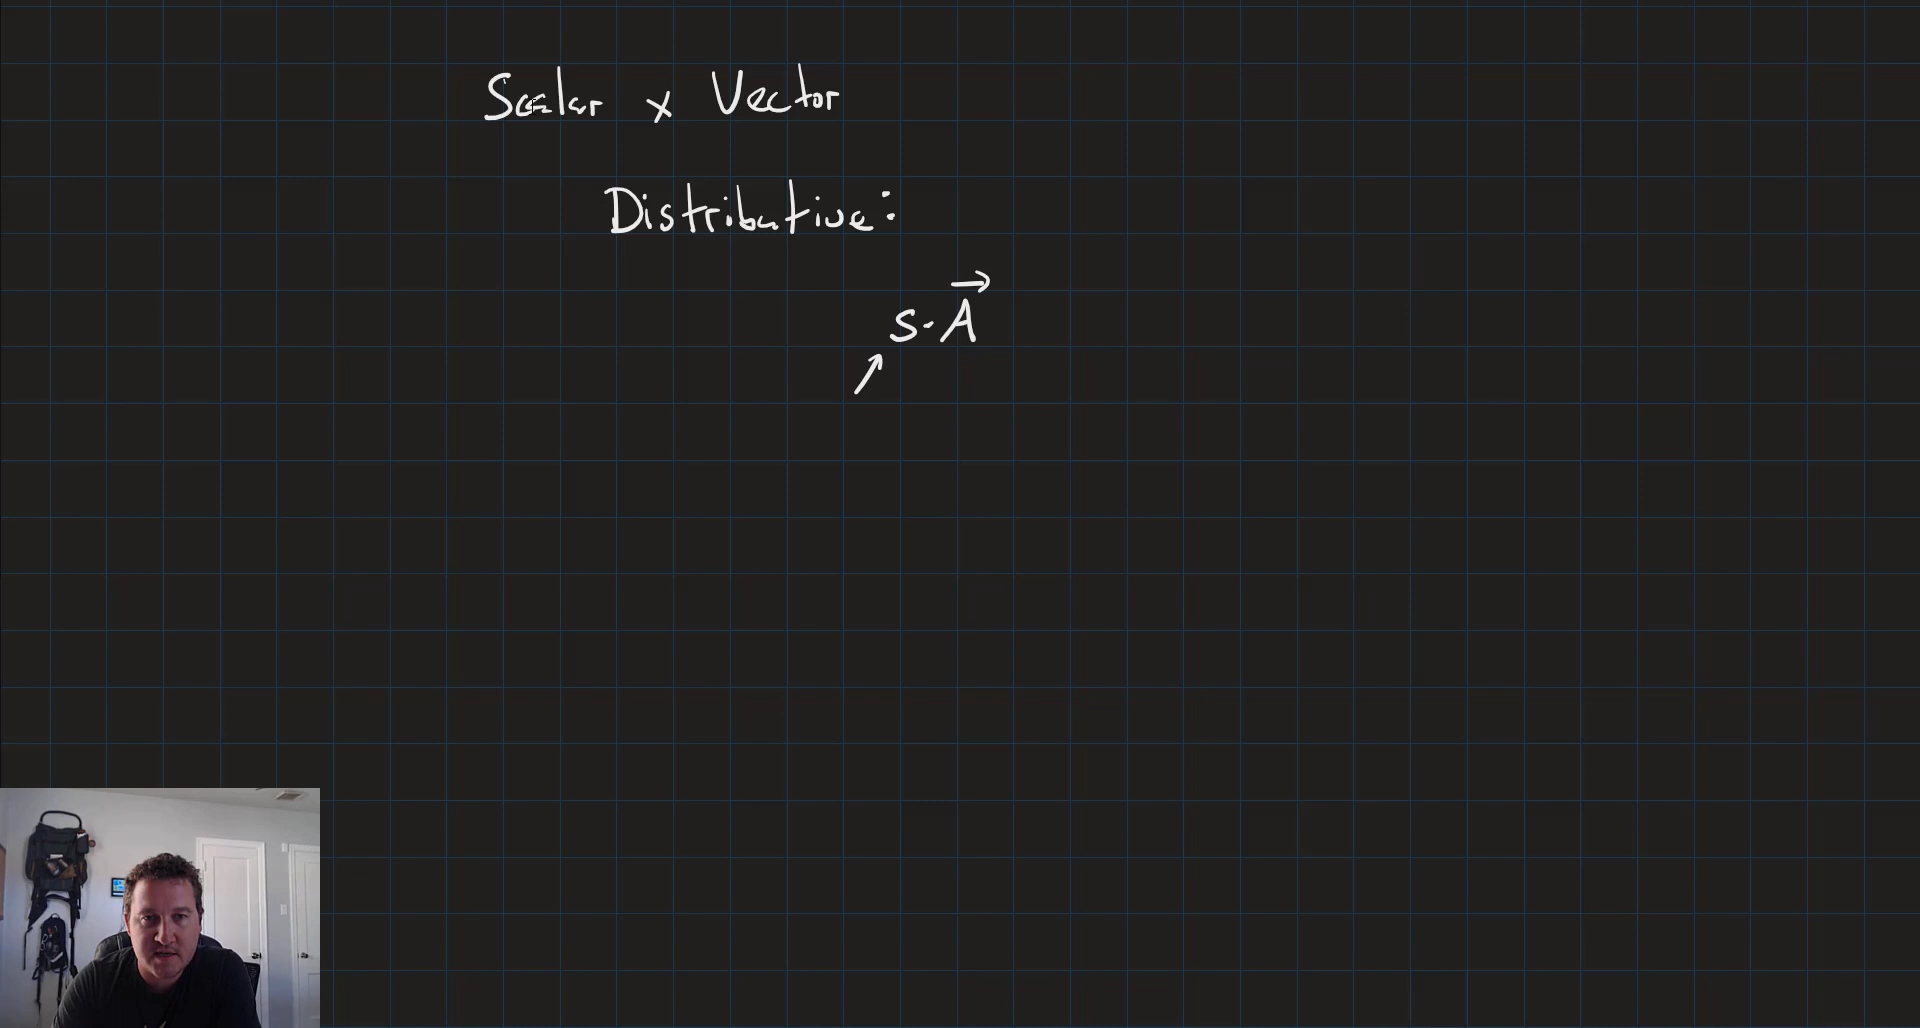 Scalar x Vector
Distributive:
s · A⃗